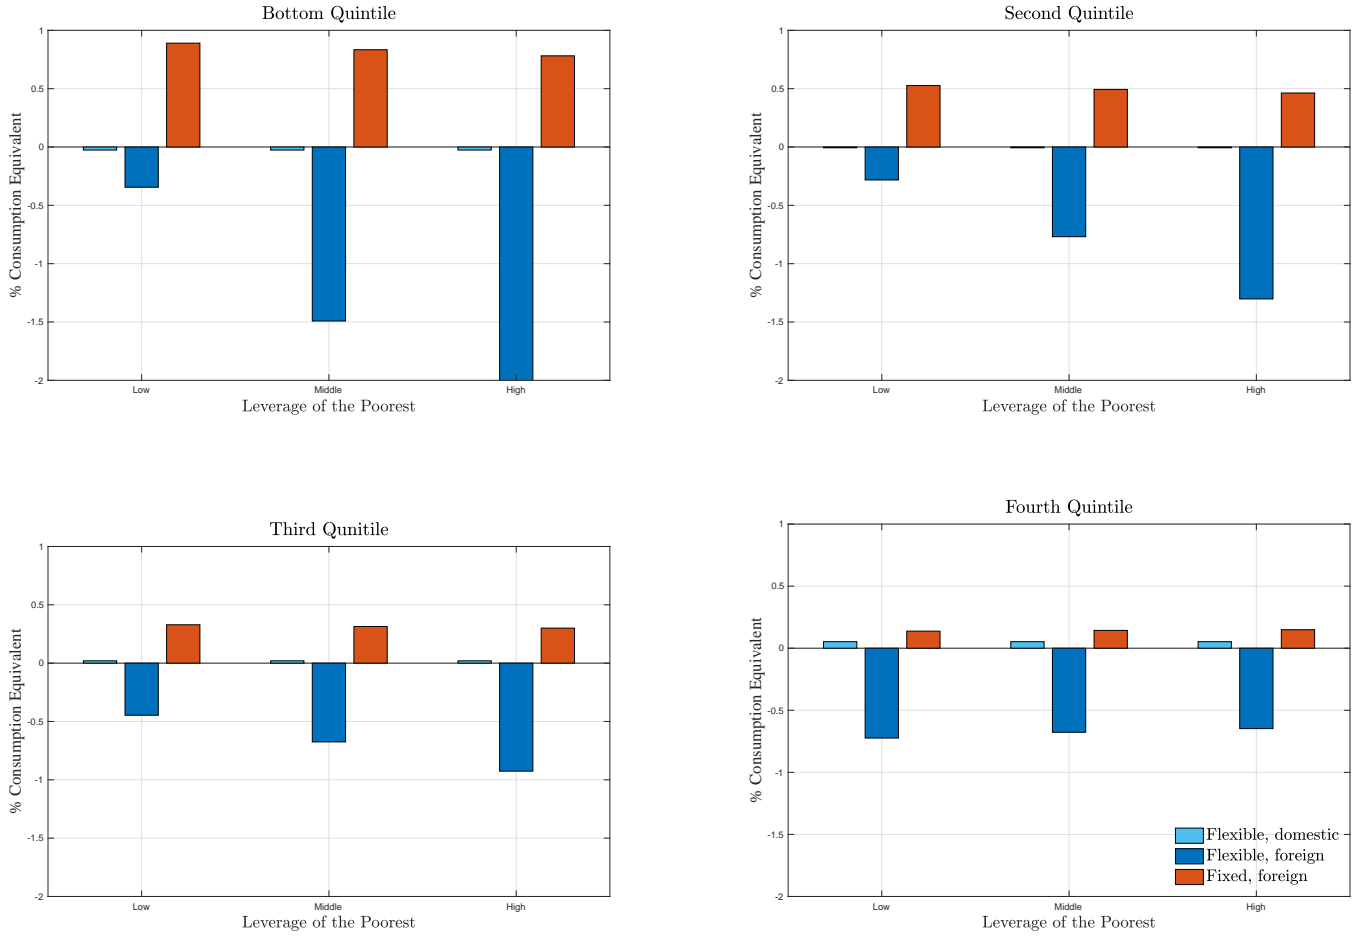 Bottom Quintile
1
0.5
0
-0.5
-1
-1.5
-2
% Consumption Equivalent
Low Middle High
Leverage of the Poorest
Second Quintile
1
0.5
0
-0.5
-1
-1.5
-2
% Consumption Equivalent
Low Middle High
Leverage of the Poorest
Third Qunitile
1
0.5
0
-0.5
-1
-1.5
-2
% Consumption Equivalent
Low Middle High
Leverage of the Poorest
Fourth Quintile
1
0.5
0
-0.5
-1
-1.5
-2
% Consumption Equivalent
Flexible, domestic
Flexible, foreign
Fixed, foreign
Low Middle High
Leverage of the Poorest